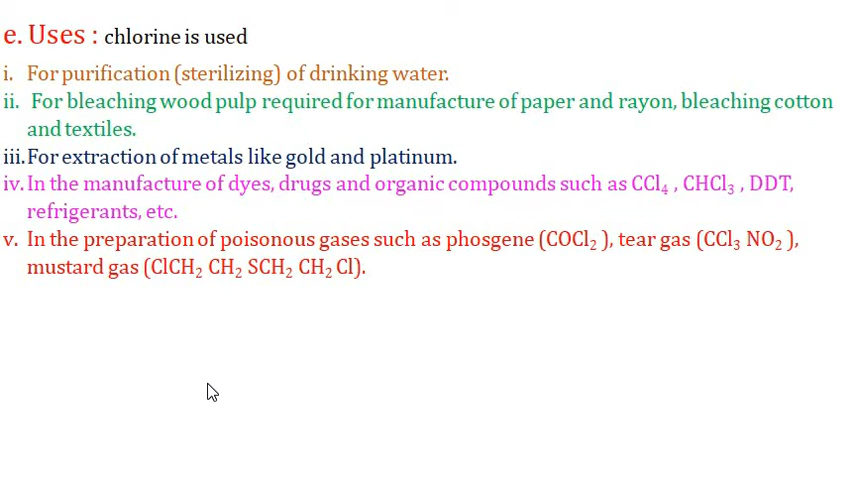 e. Uses : chlorine is used
i. For purification (sterilizing) of drinking water.
ii. For bleaching wood pulp required for manufacture of paper and rayon, bleaching cotton
and textiles.
iii. For extraction of metals like gold and platinum.
iv. In the manufacture of dyes, drugs and organic compounds such as CCl₄ , CHCl₃ , DDT,
refrigerants, etc.
v. In the preparation of poisonous gases such as phosgene (COCl₂ ), tear gas (CCl₃ NO₂ ),
mustard gas (ClCH₂ CH₂ SCH₂ CH₂ Cl).